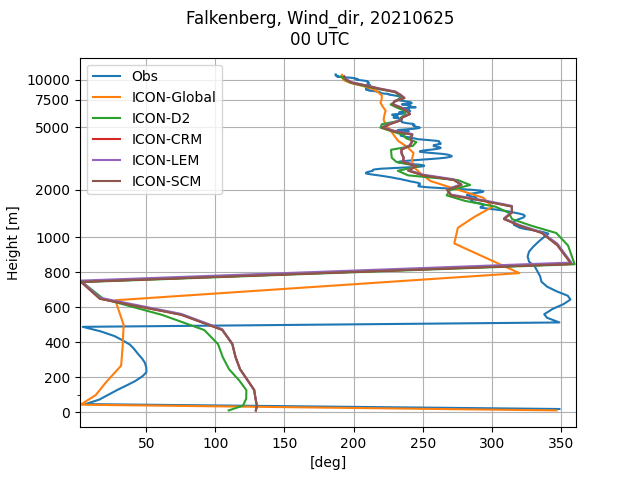 Falkenberg, Wind_dir, 20210625
00 UTC
Obs
ICON-Global
ICON-D2
ICON-CRM
ICON-LEM
ICON-SCM
10000
7500
5000
2000
1000
800
600
400
200
0
Height [m]
50 100 150 200 250 300 350
[deg]